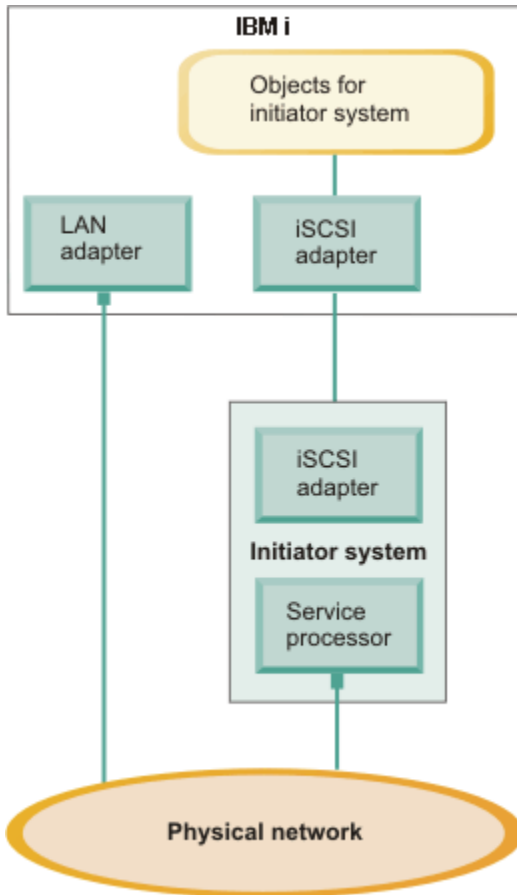 IBM i
Objects for
initiator system
LAN
adapter
iSCSI
adapter
iSCSI
adapter
Initiator system
Service
processor
Physical network